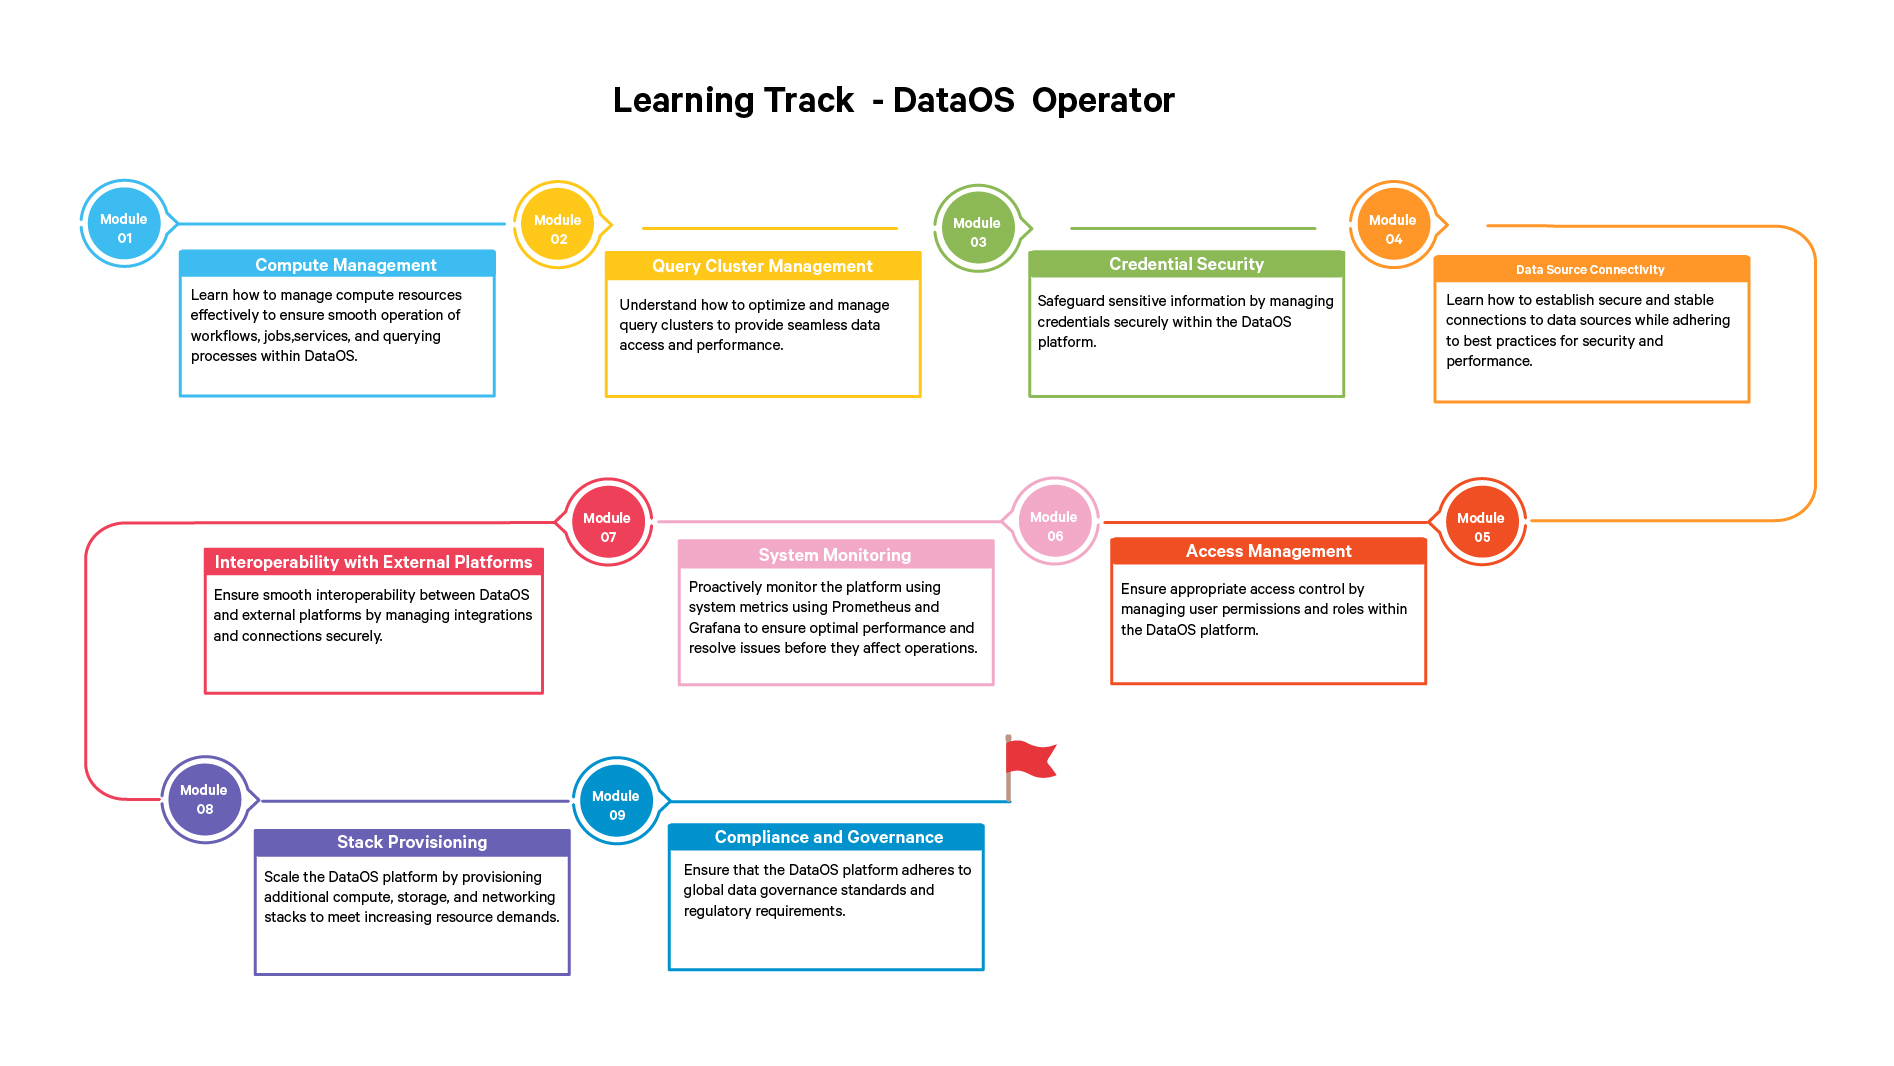 Learning Track - DataOS Operator
Module
01
Compute Management
Learn how to manage compute resources
effectively to ensure smooth operation of
workflows, jobs,services, and querying
processes within DataOS.
Module
02
Query Cluster Management
Understand how to optimize and manage
query clusters to provide seamless data
access and performance.
Module
03
Credential Security
Safeguard sensitive information by managing
credentials securely within the DataOS
platform.
Module
04
Data Source Connectivity
Learn how to establish secure and stable
connections to data sources while adhering
to best practices for security and
performance.
Module
05
Access Management
Ensure appropriate access control by
managing user permissions and roles within
the DataOS platform.
Module
06
System Monitoring
Proactively monitor the platform using
system metrics using Prometheus and
Grafana to ensure optimal performance and
resolve issues before they affect operations.
Module
07
Interoperability with External Platforms
Ensure smooth interoperability between DataOS
and external platforms by managing integrations
and connections securely.
Module
08
Stack Provisioning
Scale the DataOS platform by provisioning
additional compute, storage, and networking
stacks to meet increasing resource demands.
Module
09
Compliance and Governance
Ensure that the DataOS platform adheres to
global data governance standards and
regulatory requirements.